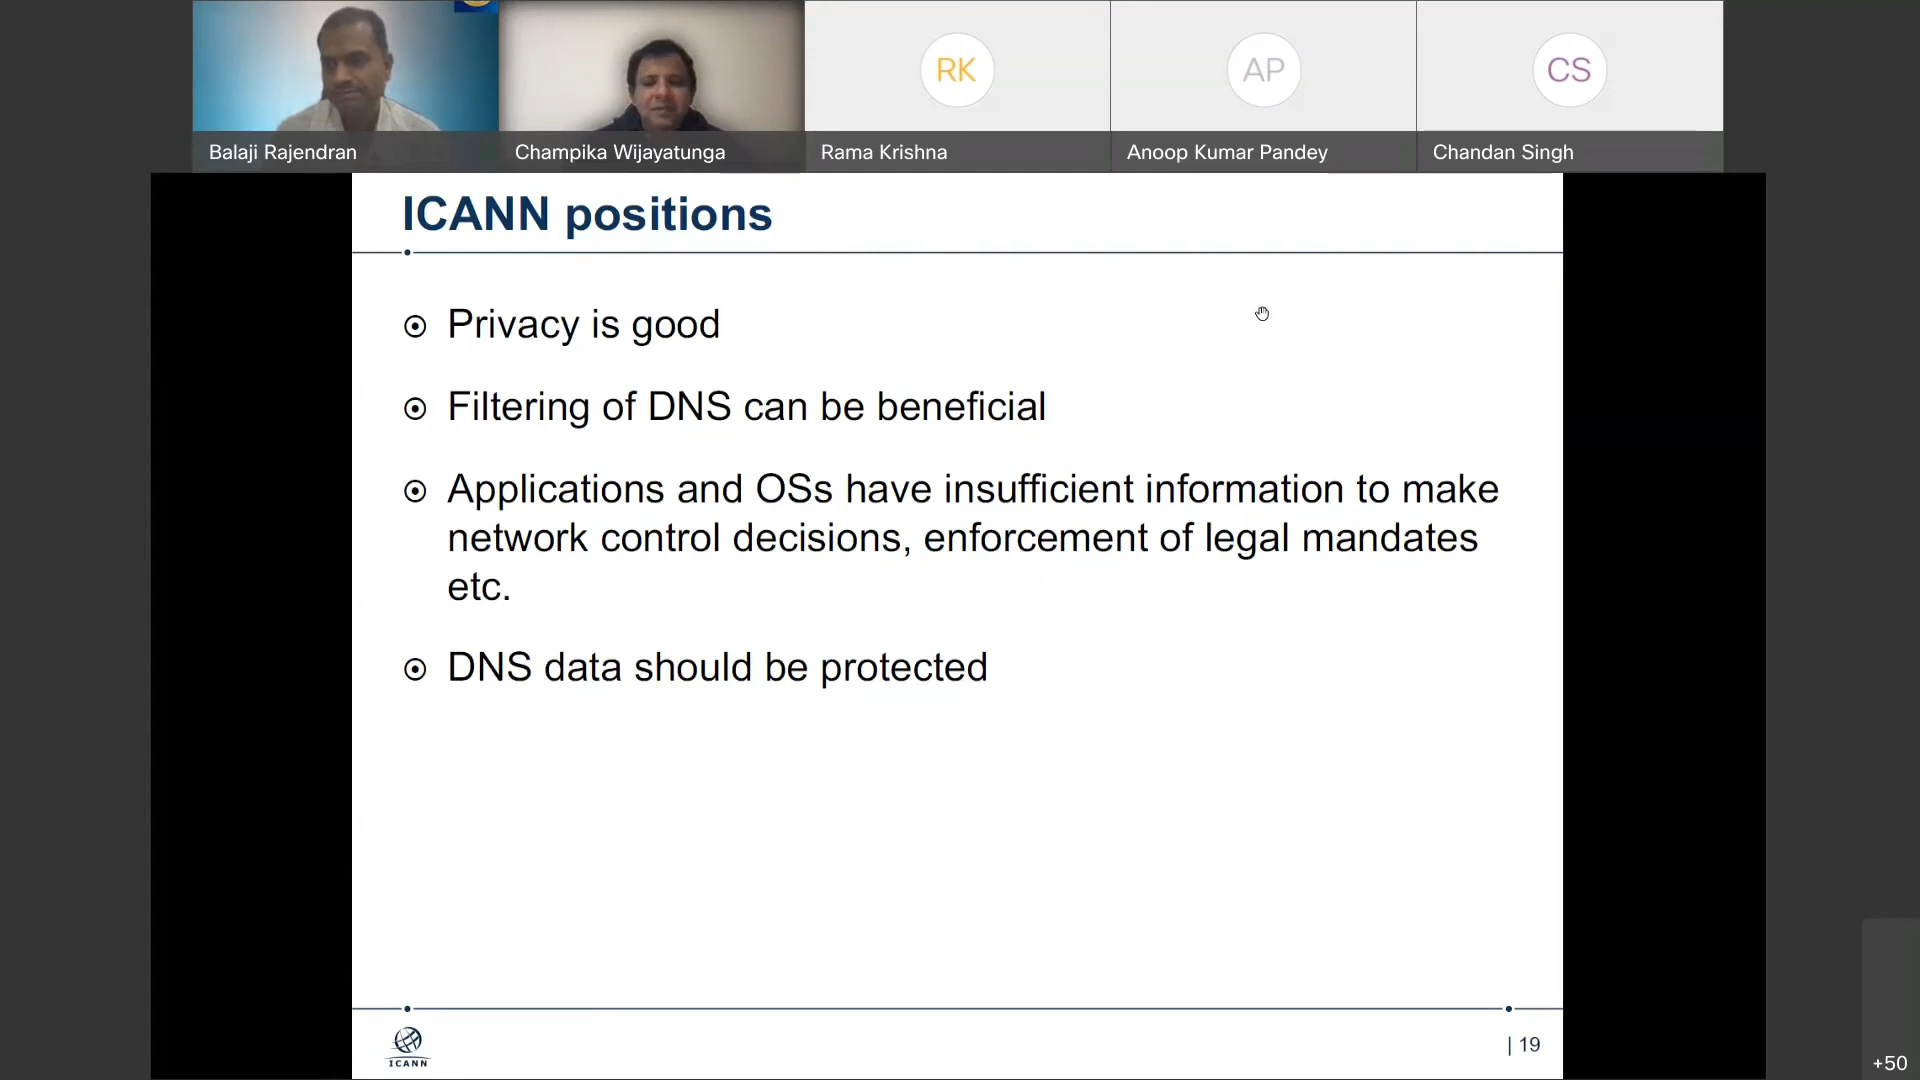 RK
AP
CS
Balaji Rajendran
Champika Wijayatunga
Rama Krishna
Anoop Kumar Pandey
Chandan Singh
ICANN positions
Privacy is good
Filtering of DNS can be beneficial
Applications and OSs have insufficient information to make
network control decisions, enforcement of legal mandates
etc.
DNS data should be protected
ICANN
| 19
+50